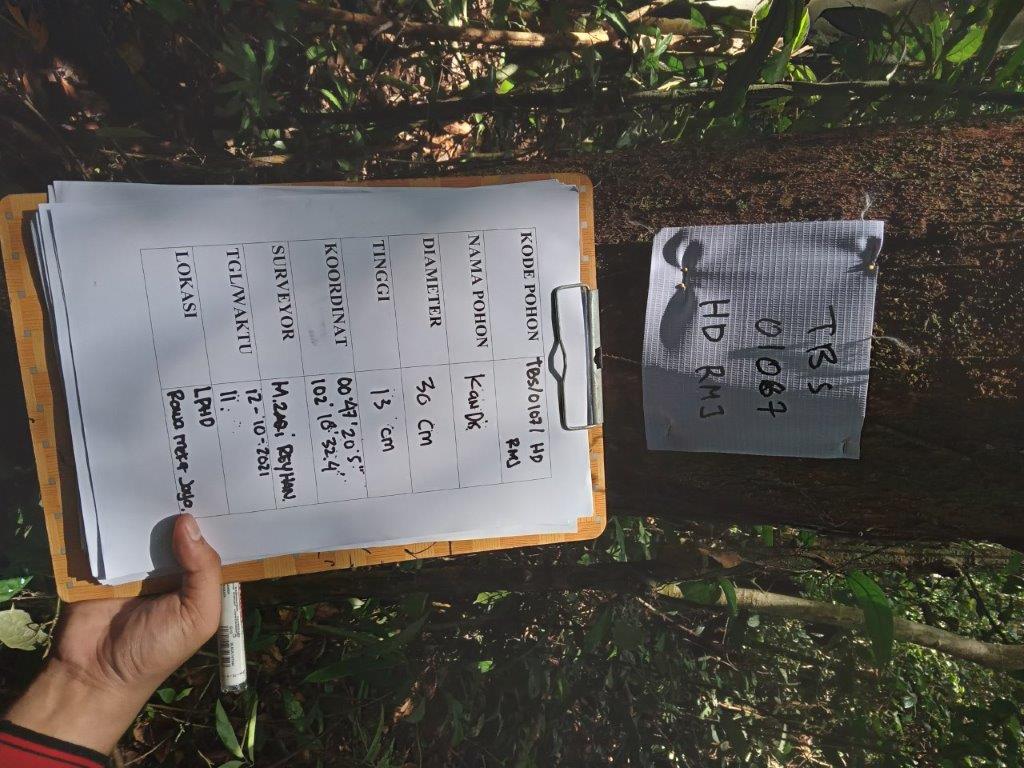 TBS
01067
HD RMJ
KODE POHON TBS/0107/ HD
RMJ
NAMA POHON KanDis
DIAMETER 30 cm
TINGGI 13 cm
KOORDINAT 00°47'20.5"
102°18'32.4"
SURVEYOR M.ZAQi REYHAN.
TGL/WAKTU 12-10-2021
11.
LOKASI LPHD
Rawa Mekar Jaya.